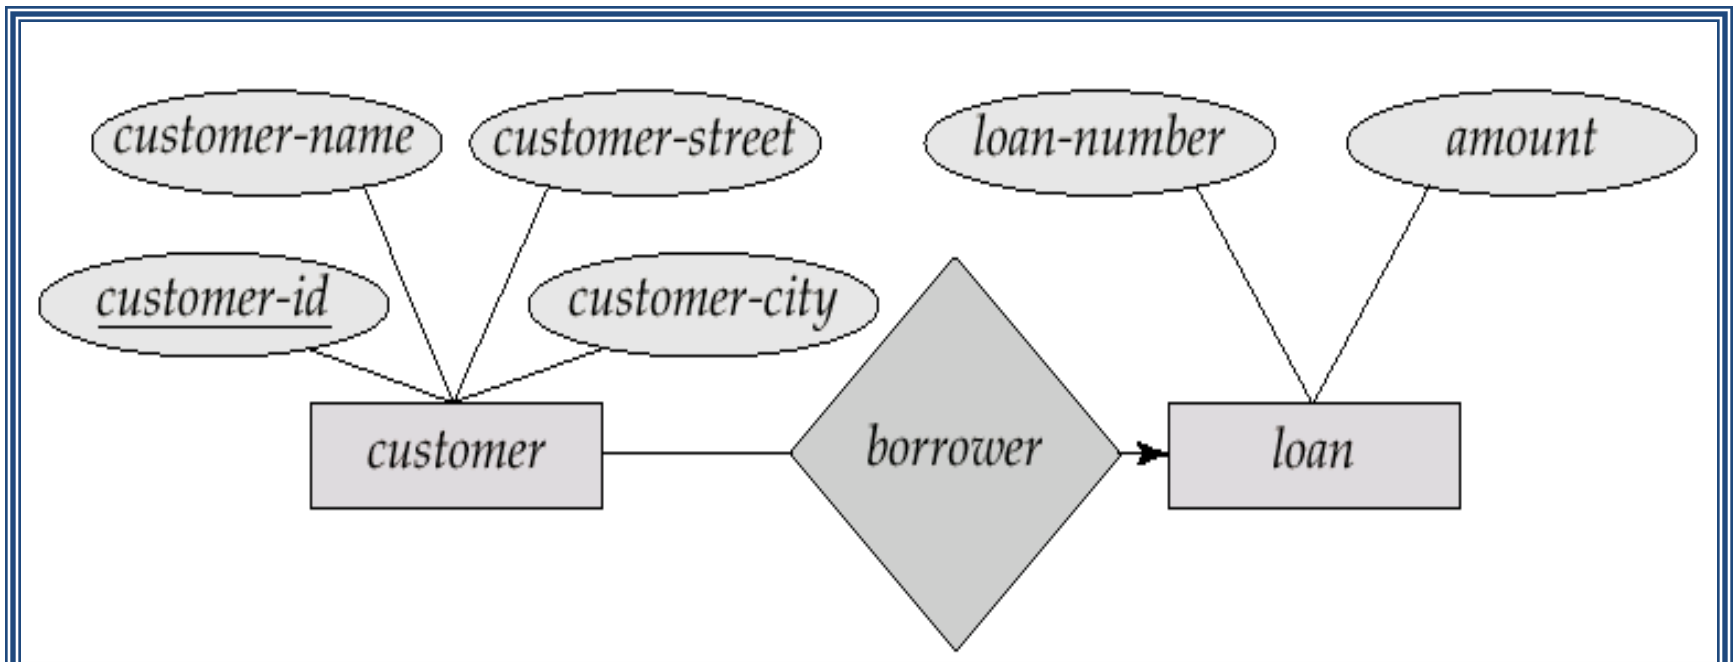 customer-name
customer-street
loan-number
amount
customer-id
customer-city
customer
borrower
loan